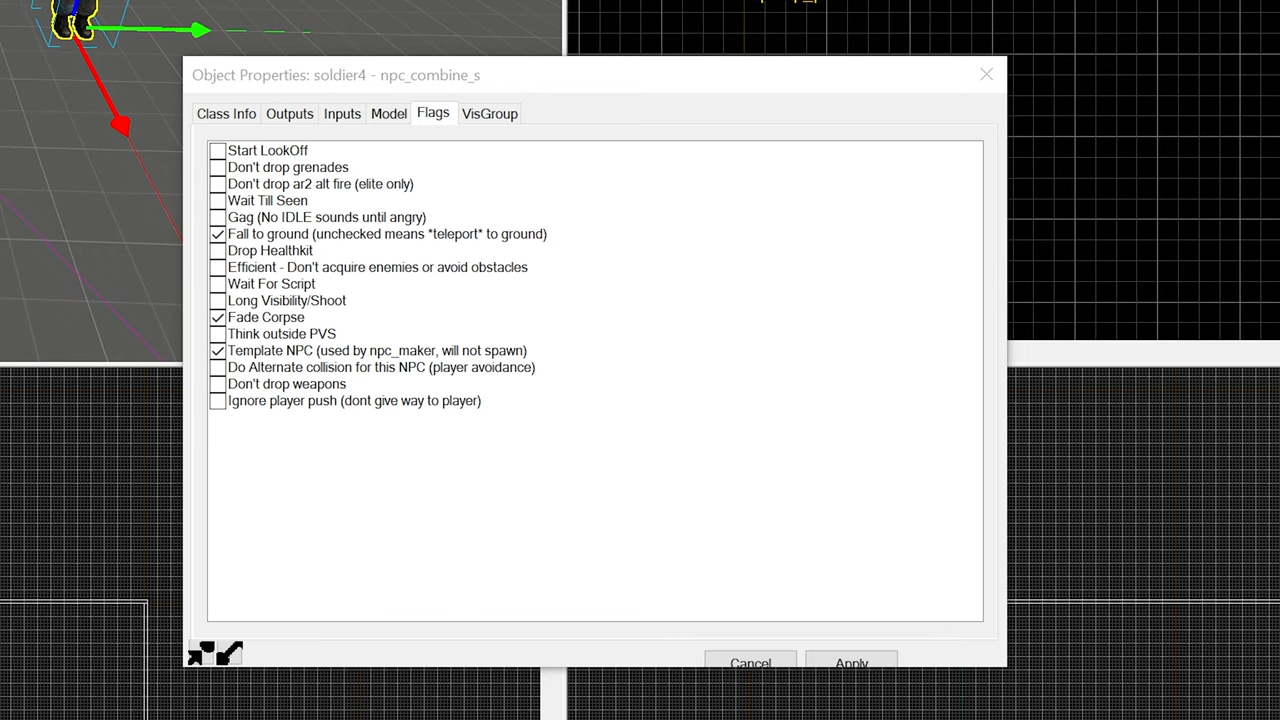 Object Properties: soldier4 - npc_combine_s
Class Info Outputs Inputs Model Flags VisGroup
Start LookOff
Don't drop grenades
Don't drop ar2 alt fire (elite only)
Wait Till Seen
Gag (No IDLE sounds until angry)
Fall to ground (unchecked means *teleport* to ground)
Drop Healthkit
Efficient - Don't acquire enemies or avoid obstacles
Wait For Script
Long Visibility/Shoot
Fade Corpse
Think outside PVS
Template NPC (used by npc_maker, will not spawn)
Do Alternate collision for this NPC (player avoidance)
Don't drop weapons
Ignore player push (dont give way to player)
Cancel Apply